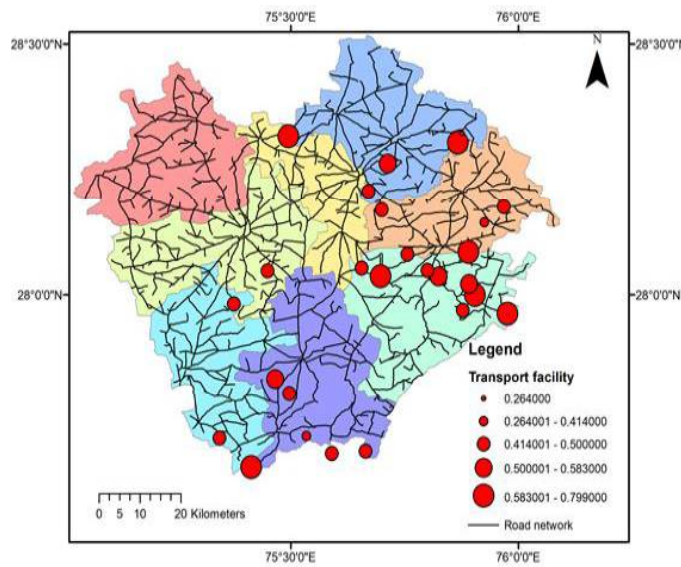 75°30'0"E 76°0'0"E
28°30'0"N 28°30'0"N
N
28°0'0"N 28°0'0"N
Legend
Transport facility
0.264000
0.264001 - 0.414000
0.414001 - 0.500000
0.500001 - 0.583000
0.583001 - 0.799000
Road network
0 5 10 20 Kilometers
75°30'0"E 76°0'0"E